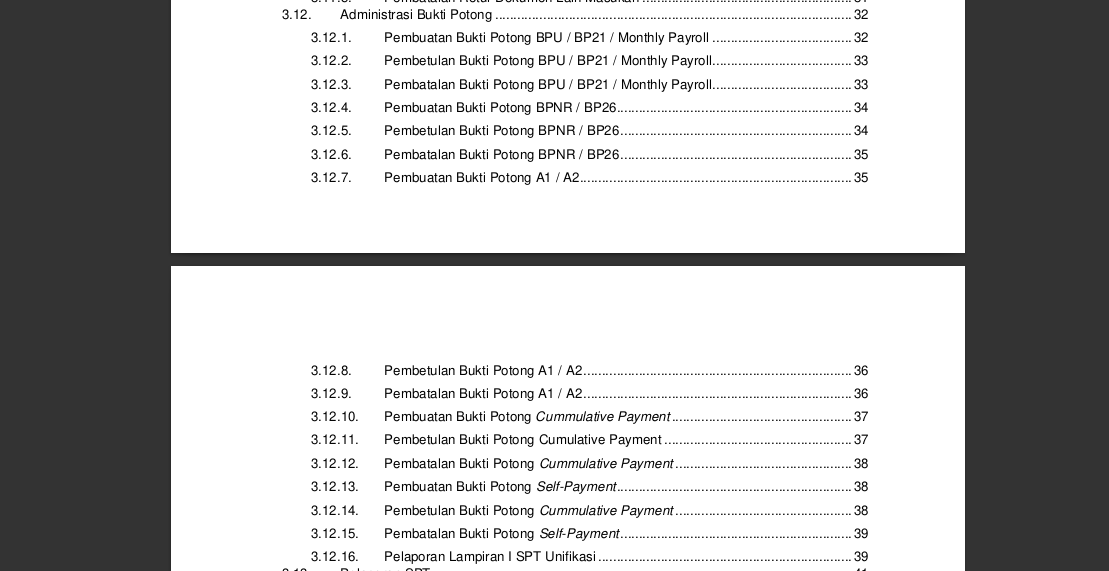 3.12. Administrasi Bukti Potong ................................................................................................ 32
3.12.1. Pembuatan Bukti Potong BPU / BP21 / Monthly Payroll ...................................... 32
3.12.2. Pembetulan Bukti Potong BPU / BP21 / Monthly Payroll...................................... 33
3.12.3. Pembatalan Bukti Potong BPU / BP21 / Monthly Payroll...................................... 33
3.12.4. Pembuatan Bukti Potong BPNR / BP26............................................................... 34
3.12.5. Pembetulan Bukti Potong BPNR / BP26.............................................................. 34
3.12.6. Pembatalan Bukti Potong BPNR / BP26.............................................................. 35
3.12.7. Pembuatan Bukti Potong A1 / A2......................................................................... 35
3.12.8. Pembetulan Bukti Potong A1 / A2........................................................................ 36
3.12.9. Pembatalan Bukti Potong A1 / A2........................................................................ 36
3.12.10. Pembuatan Bukti Potong Cummulative Payment................................................. 37
3.12.11. Pembetulan Bukti Potong Cumulative Payment ................................................... 37
3.12.12. Pembatalan Bukti Potong Cummulative Payment................................................ 38
3.12.13. Pembuatan Bukti Potong Self-Payment............................................................... 38
3.12.14. Pembetulan Bukti Potong Cummulative Payment................................................ 38
3.12.15. Pembatalan Bukti Potong Self-Payment.............................................................. 39
3.12.16. Pelaporan Lampiran I SPT Unifikasi ..................................................................... 39